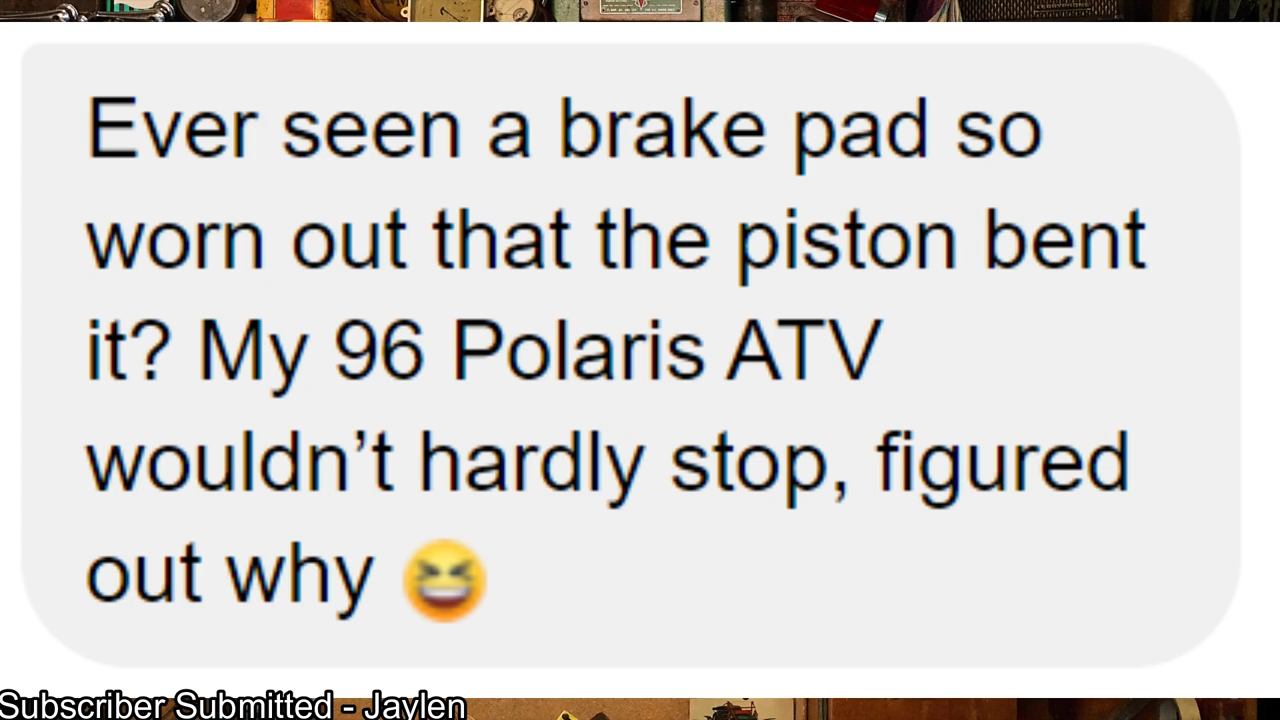 Ever seen a brake pad so
worn out that the piston bent
it? My 96 Polaris ATV
wouldn’t hardly stop, figured
out why 😆
Subscriber Submitted - Jaylen